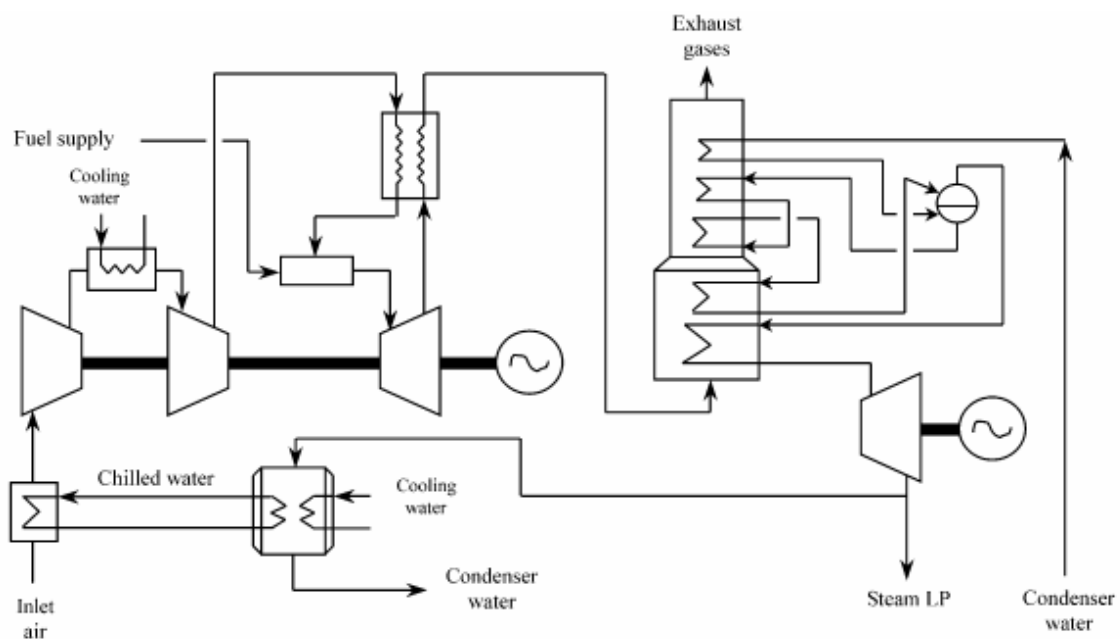 Exhaust
gases
Fuel supply
Cooling
water
Chilled water
Cooling
water
Condenser
water
Steam LP
Condenser
water
Inlet
air